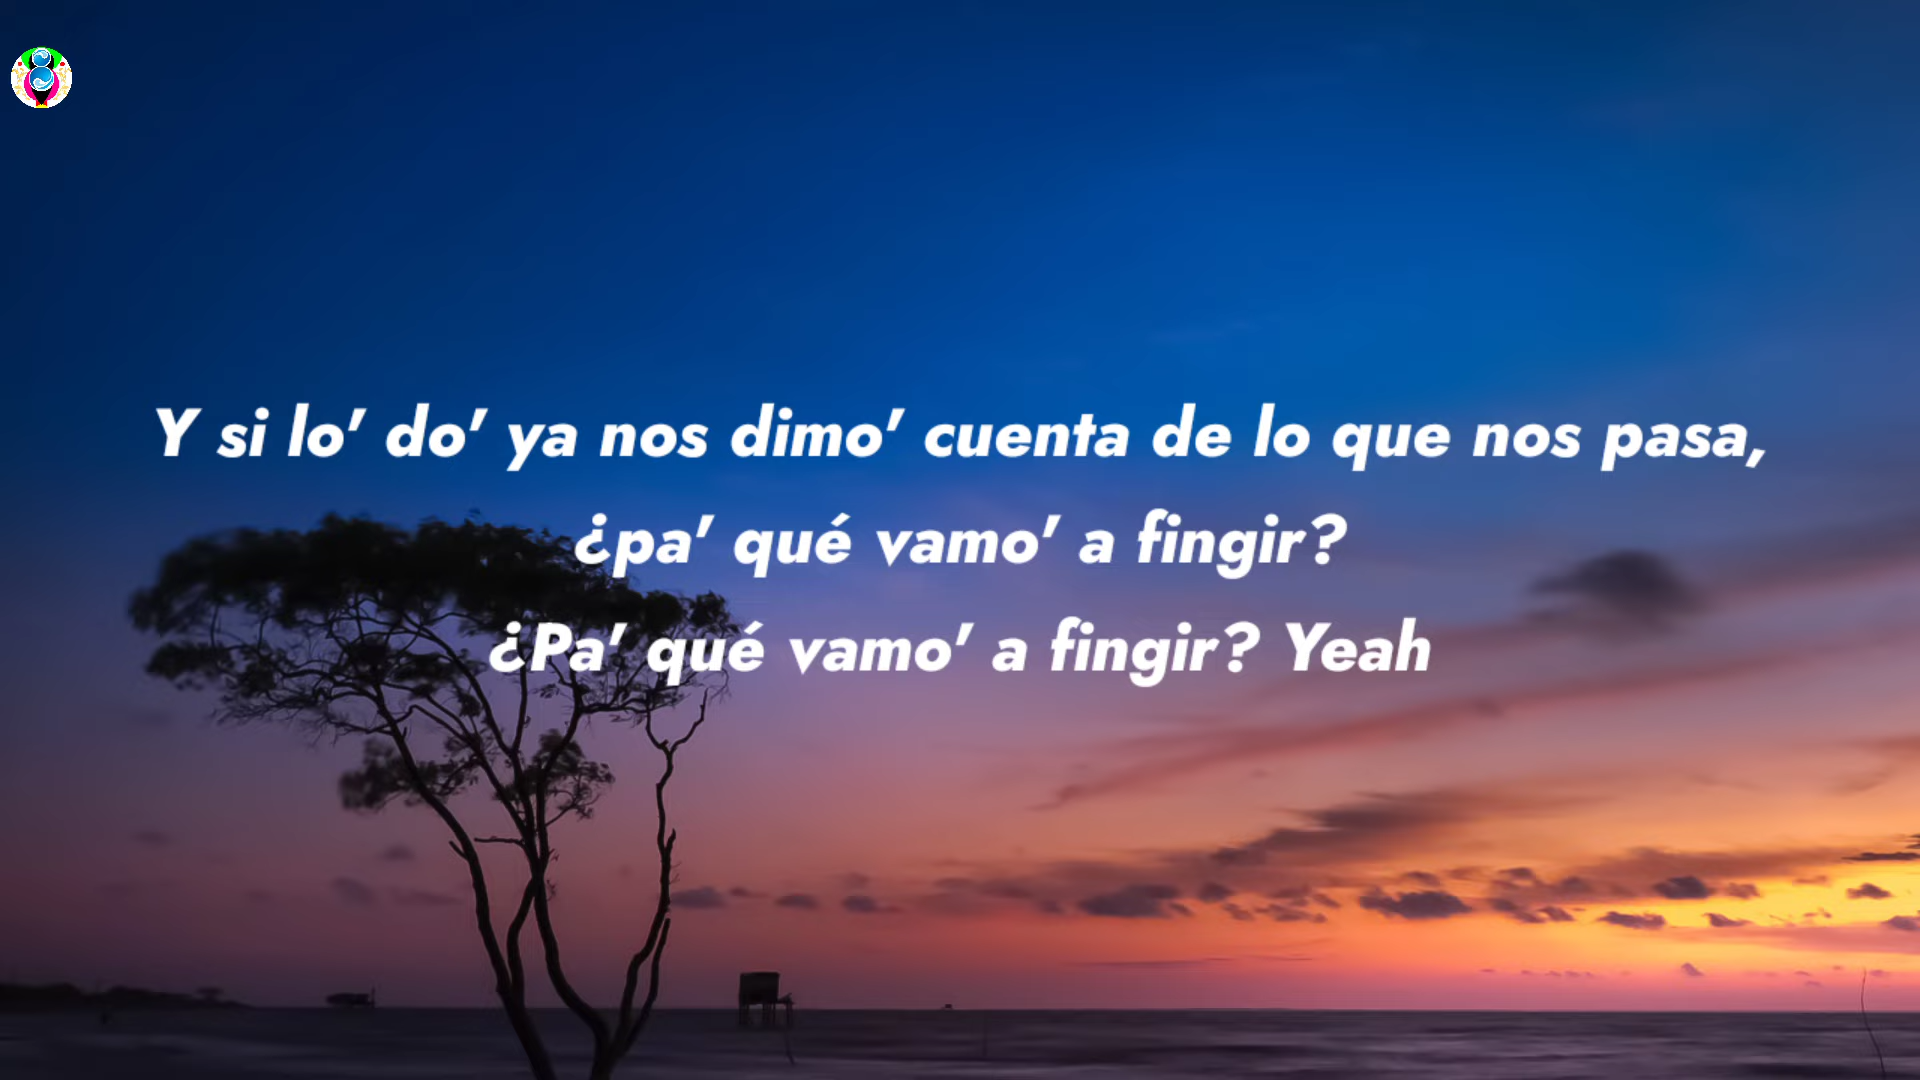 Y si lo' do' ya nos dimo' cuenta de lo que nos pasa,
¿pa' qué vamo' a fingir?
¿Pa' qué vamo' a fingir? Yeah